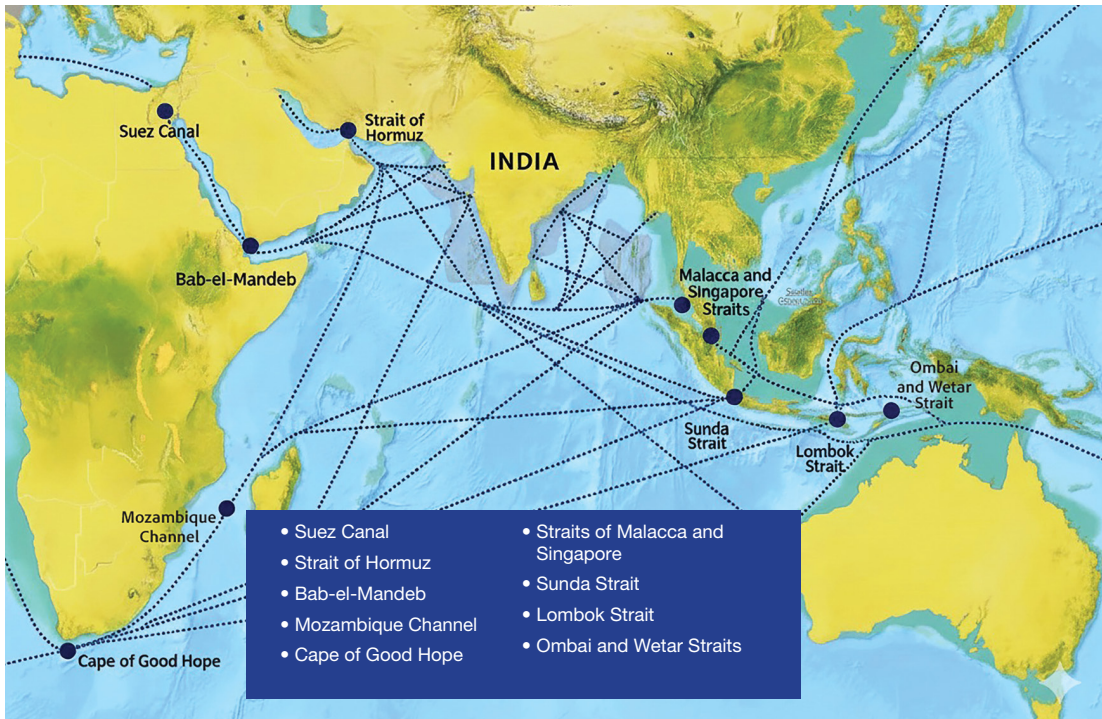 Suez Canal
Strait of
Hormuz
INDIA
Bab-el-Mandeb
Malacca and
Singapore
Straits
Ombai
and Wetar
Strait
Sunda
Strait
Lombok
Strait
Mozambique
Channel
Cape of Good Hope
• Suez Canal
• Strait of Hormuz
• Bab-el-Mandeb
• Mozambique Channel
• Cape of Good Hope
• Straits of Malacca and
Singapore
• Sunda Strait
• Lombok Strait
• Ombai and Wetar Straits